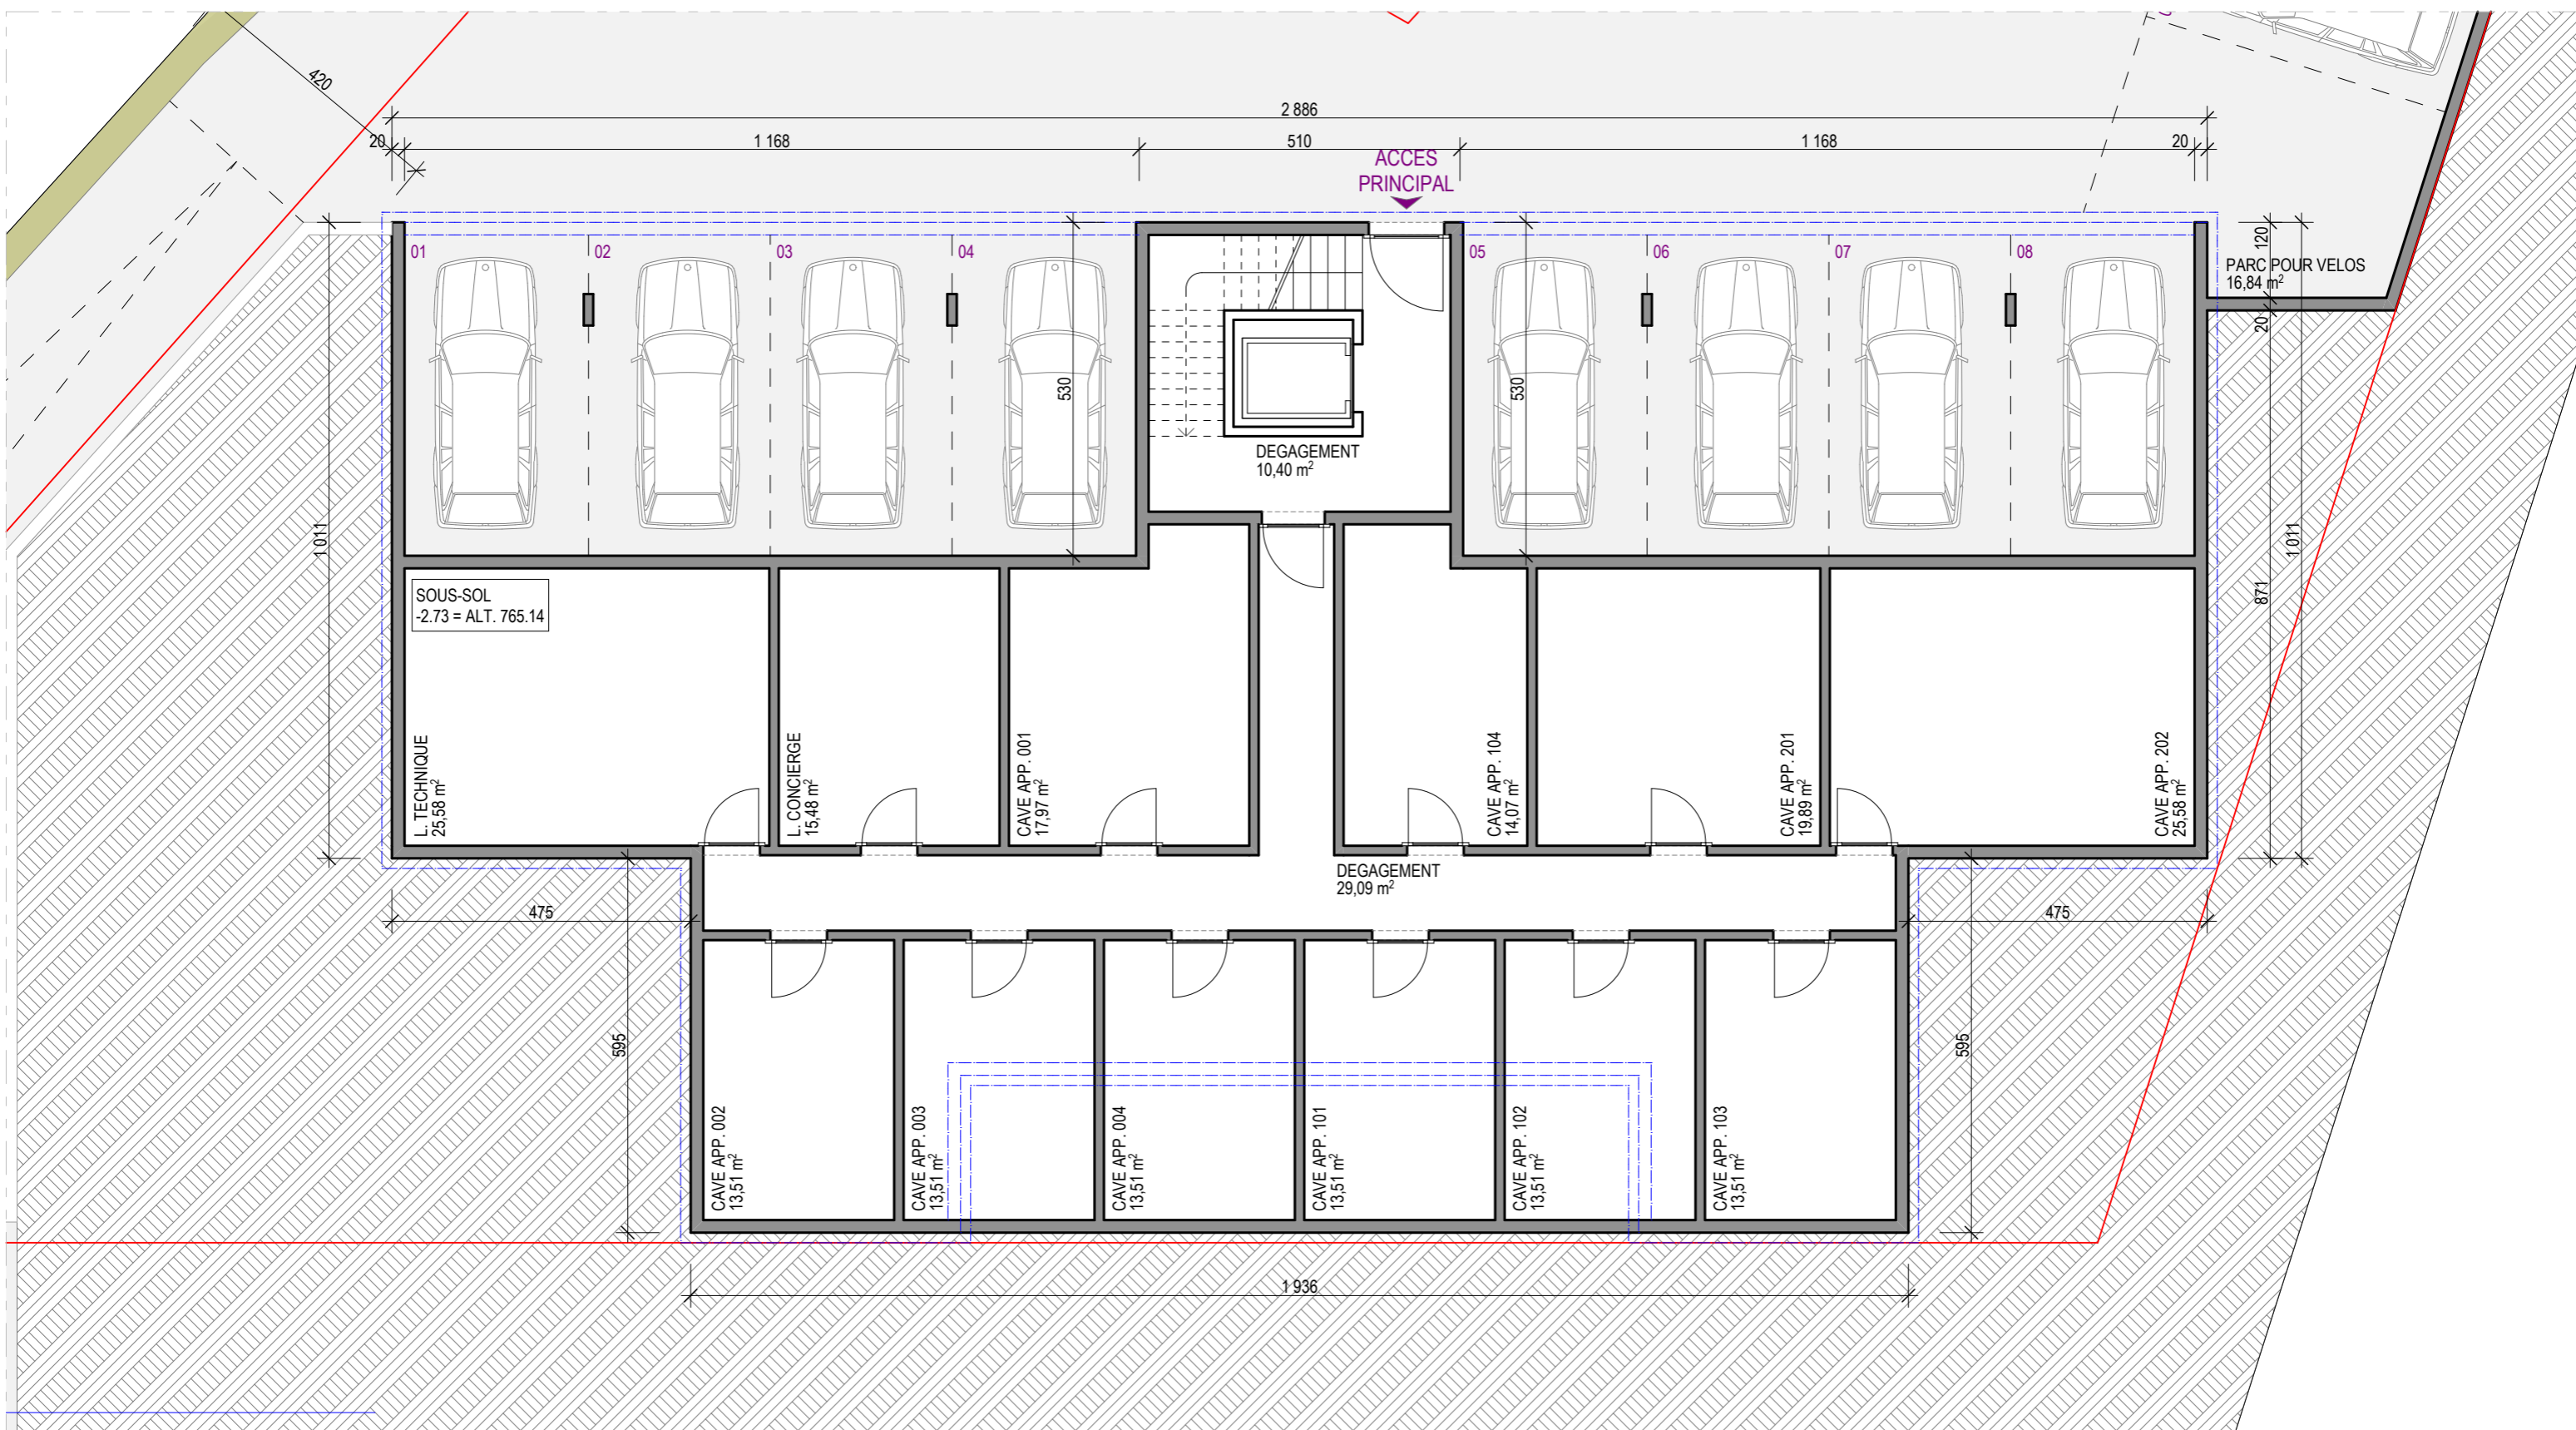 420
2 886
20
1 168
510
1 168
20
ACCES
PRINCIPAL
01
02
03
04
05
06
07
08
120
PARC POUR VELOS
16,84 m²
20
530
530
1 011
1 011
871
DEGAGEMENT
10,40 m²
SOUS-SOL
-2.73 = ALT. 765.14
L. TECHNIQUE
25,58 m²
L. CONCIERGE
15,48 m²
CAVE APP. 001
17,97 m²
CAVE APP. 104
14,07 m²
CAVE APP. 201
19,89 m²
CAVE APP. 202
25,58 m²
DEGAGEMENT
29,09 m²
475
475
595
595
CAVE APP. 002
13,51 m²
CAVE APP. 003
13,51 m²
CAVE APP. 004
13,51 m²
CAVE APP. 101
13,51 m²
CAVE APP. 102
13,51 m²
CAVE APP. 103
13,51 m²
1 936